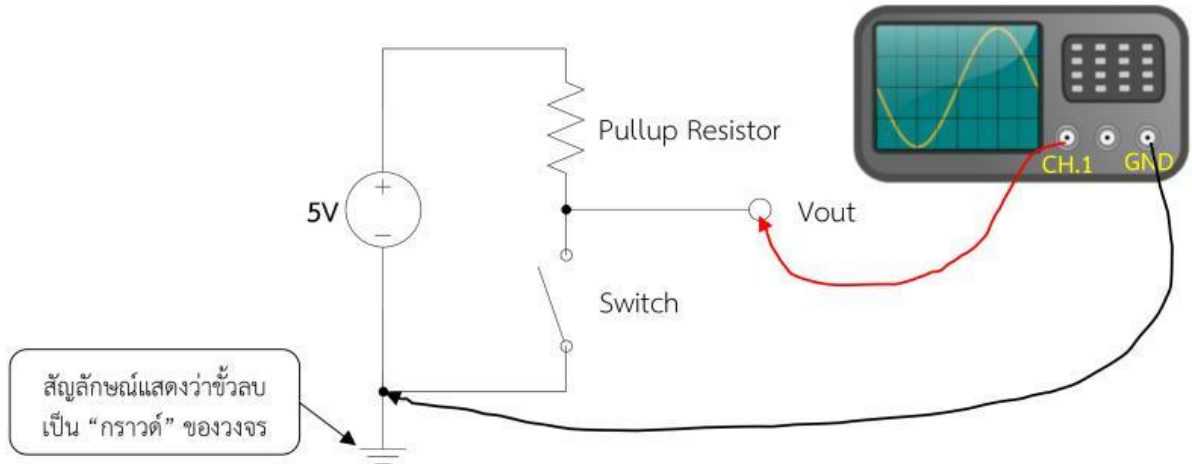 Pullup Resistor
CH.1
GND
5V
+
−
Vout
Switch
สัญลักษณ์แสดงว่าขั้วลบ
เป็น “กราวด์” ของวงจร